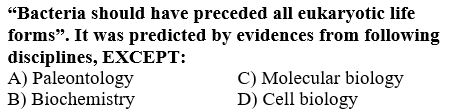 “Bacteria should have preceded all eukaryotic life
forms”. It was predicted by evidences from following
disciplines, EXCEPT:
A) Paleontology C) Molecular biology
B) Biochemistry D) Cell biology